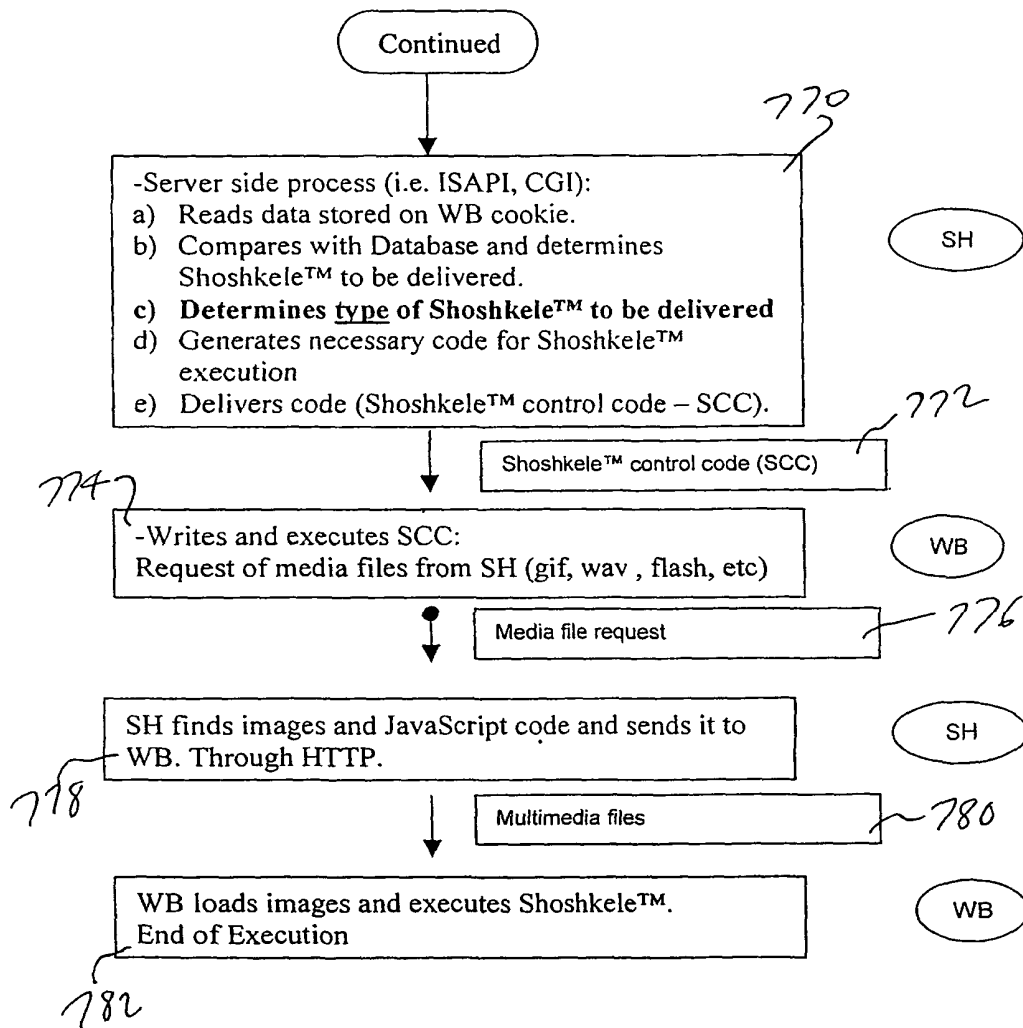 Continued
770
-Server side process (i.e. ISAPI, CGI):
a) Reads data stored on WB cookie.
b) Compares with Database and determines
Shoshkele™ to be delivered.
c) Determines type of Shoshkele™ to be delivered
d) Generates necessary code for Shoshkele™
execution
e) Delivers code (Shoshkele™ control code – SCC).
SH
772
Shoshkele™ control code (SCC)
774
-Writes and executes SCC:
Request of media files from SH (gif, wav , flash, etc)
WB
Media file request
776
SH finds images and JavaScript code and sends it to
WB. Through HTTP.
SH
778
Multimedia files
780
WB loads images and executes Shoshkele™.
End of Execution
WB
782